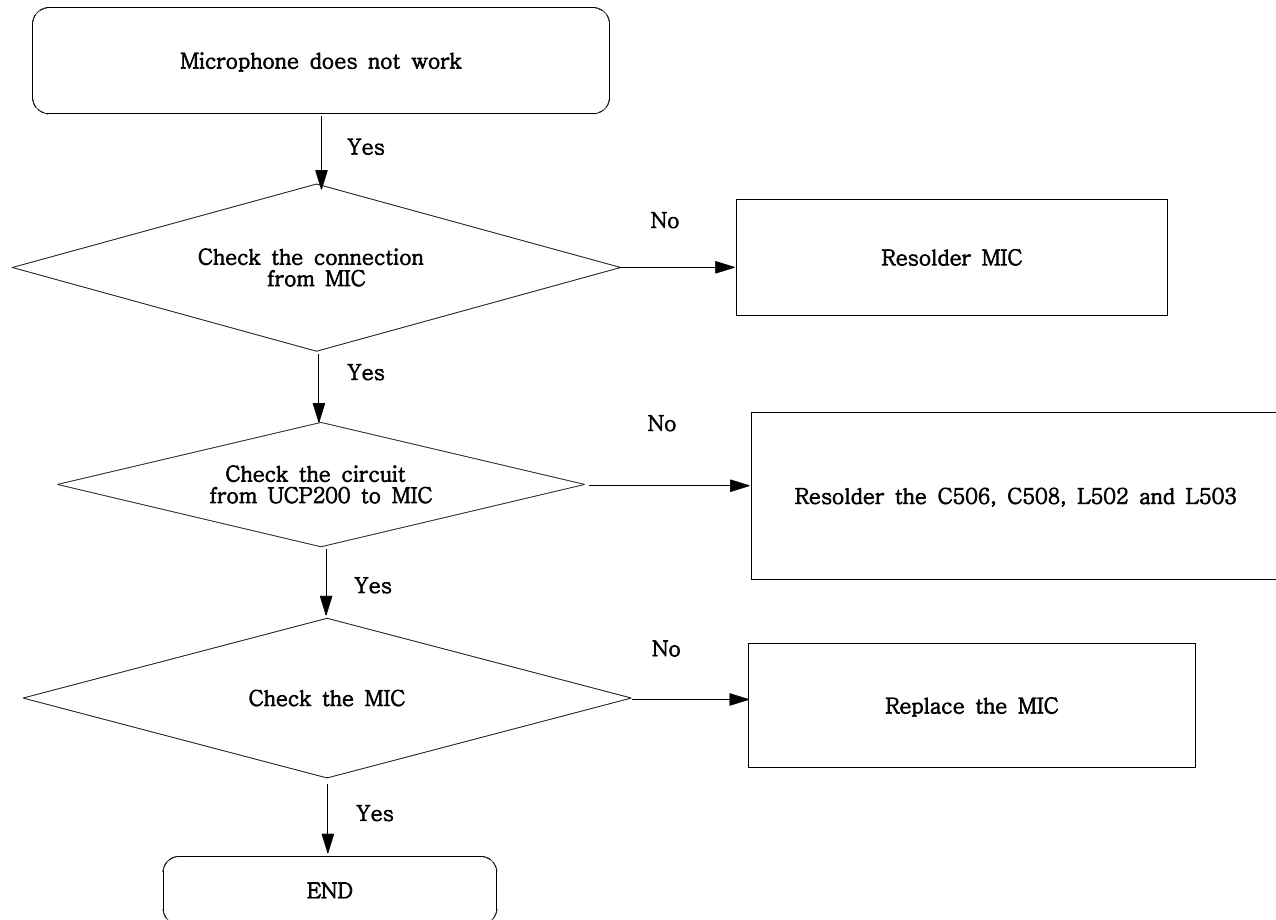 Microphone does not work
Yes
Check the connection
from MIC
No
Resolder MIC
Yes
Check the circuit
from UCP200 to MIC
No
Resolder the C506, C508, L502 and L503
Yes
Check the MIC
No
Replace the MIC
Yes
END